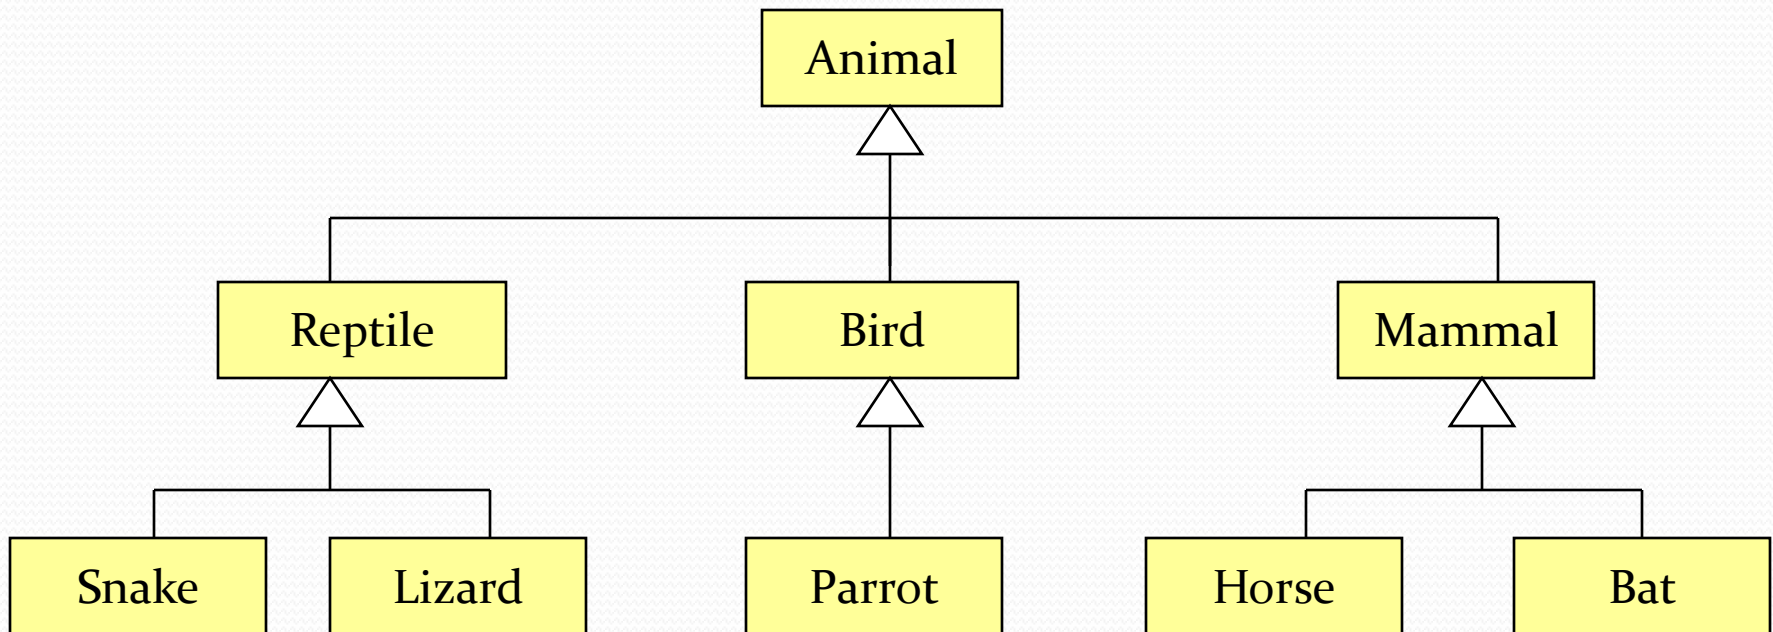 Animal
Reptile
Bird
Mammal
Snake
Lizard
Parrot
Horse
Bat